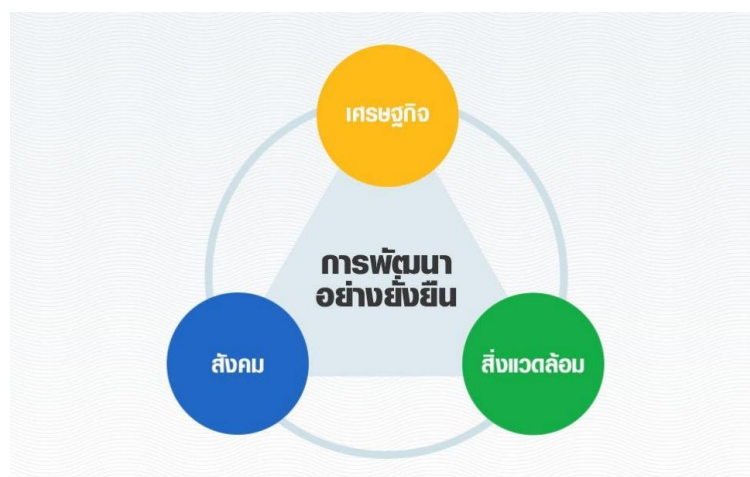 เศรษฐกิจ
การพัฒนา
อย่างยั่งยืน
สังคม
สิ่งแวดล้อม